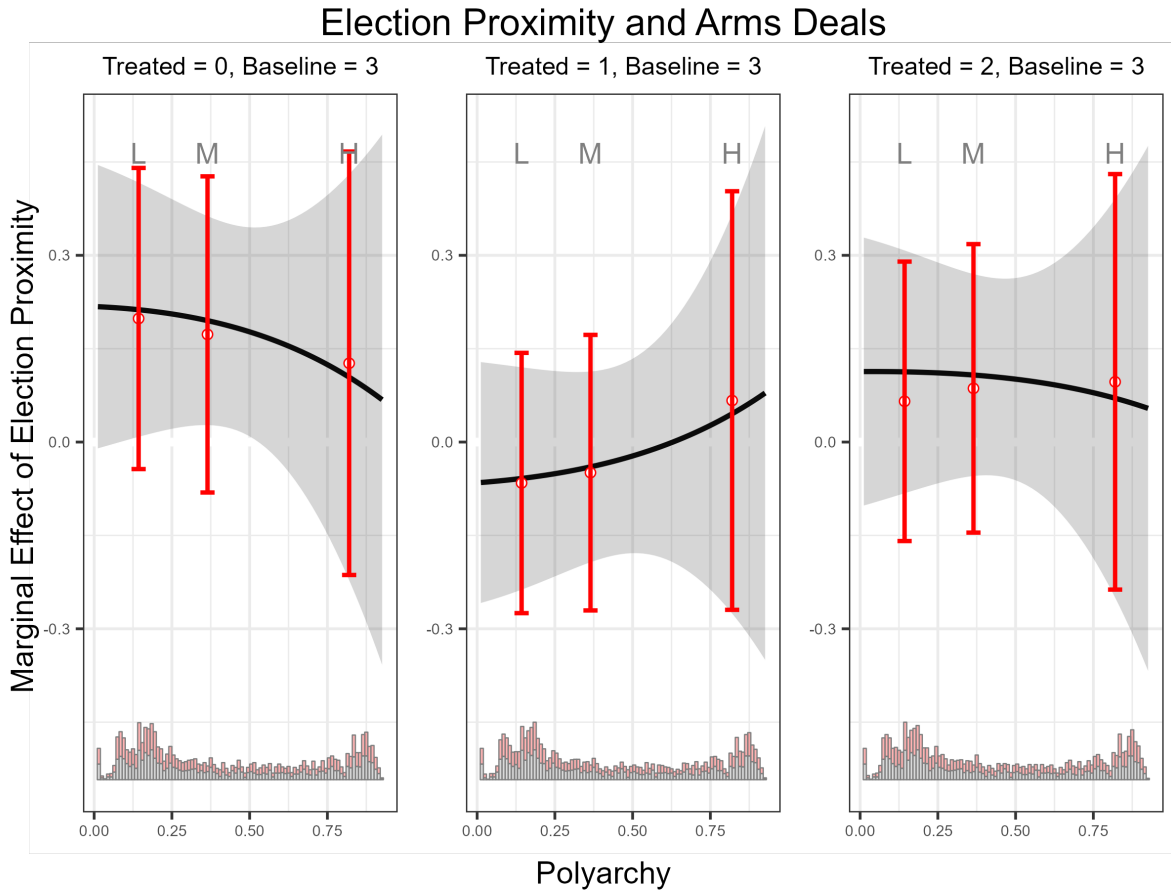 Election Proximity and Arms Deals
Treated = 0, Baseline = 3
Treated = 1, Baseline = 3
Treated = 2, Baseline = 3
Marginal Effect of Election Proximity
L M H
L M H
L M H
0.3
0.0
-0.3
0.3
0.0
-0.3
0.3
0.0
-0.3
0.00 0.25 0.50 0.75
0.00 0.25 0.50 0.75
0.00 0.25 0.50 0.75
Polyarchy